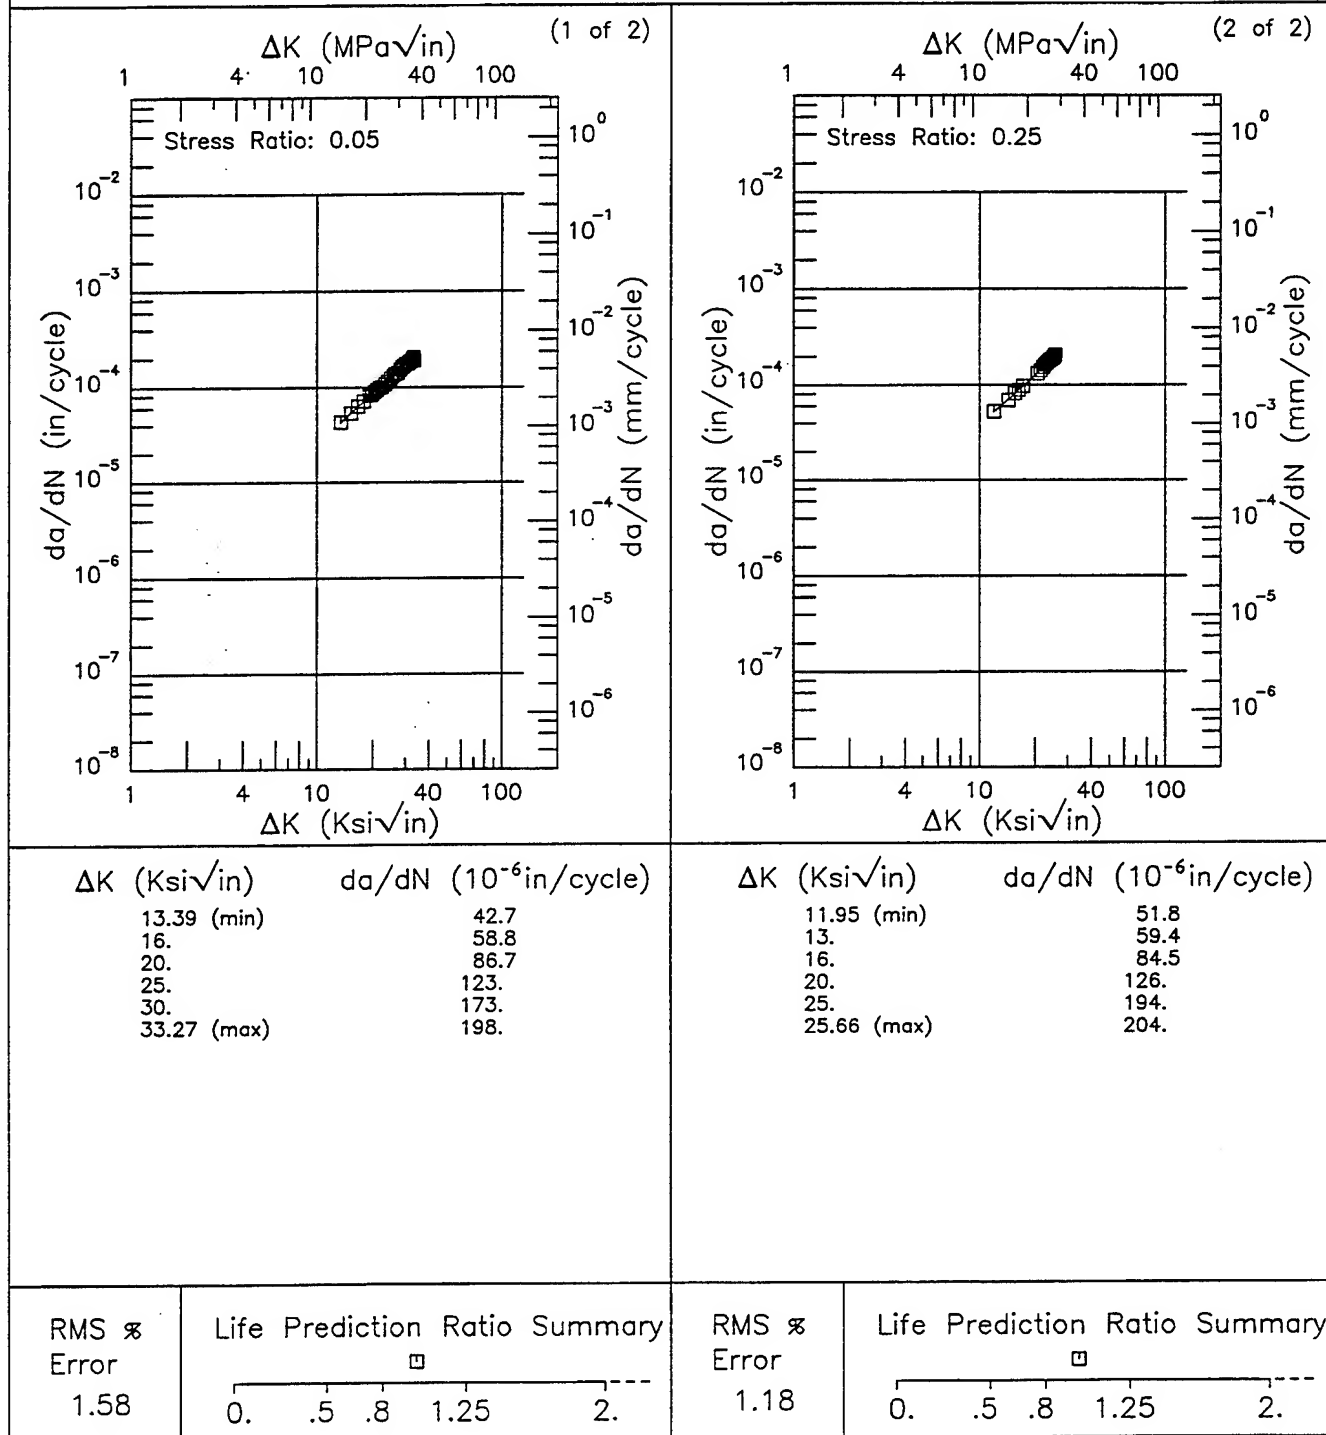 (1 of 2)
ΔK (MPa√in)
1 4 10 40 100
Stress Ratio: 0.05
10⁻²
10⁻³
10⁻⁴
10⁻⁵
10⁻⁶
10⁻⁷
10⁻⁸
da/dN (in/cycle)
10⁰
10⁻¹
10⁻²
10⁻³
10⁻⁴
10⁻⁵
10⁻⁶
da/dN (mm/cycle)
1 4 10 40 100
ΔK (Ksi√in)
ΔK (Ksi√in) da/dN (10⁻⁶in/cycle)
13.39 (min) 42.7
16. 58.8
20. 86.7
25. 123.
30. 173.
33.27 (max) 198.
RMS %
Error
1.58
Life Prediction Ratio Summary
0. .5 .8 1.25 2.
(2 of 2)
ΔK (MPa√in)
1 4 10 40 100
Stress Ratio: 0.25
10⁻²
10⁻³
10⁻⁴
10⁻⁵
10⁻⁶
10⁻⁷
10⁻⁸
da/dN (in/cycle)
10⁰
10⁻¹
10⁻²
10⁻³
10⁻⁴
10⁻⁵
10⁻⁶
da/dN (mm/cycle)
1 4 10 40 100
ΔK (Ksi√in)
ΔK (Ksi√in) da/dN (10⁻⁶in/cycle)
11.95 (min) 51.8
13. 59.4
16. 84.5
20. 126.
25. 194.
25.66 (max) 204.
RMS %
Error
1.18
Life Prediction Ratio Summary
0. .5 .8 1.25 2.